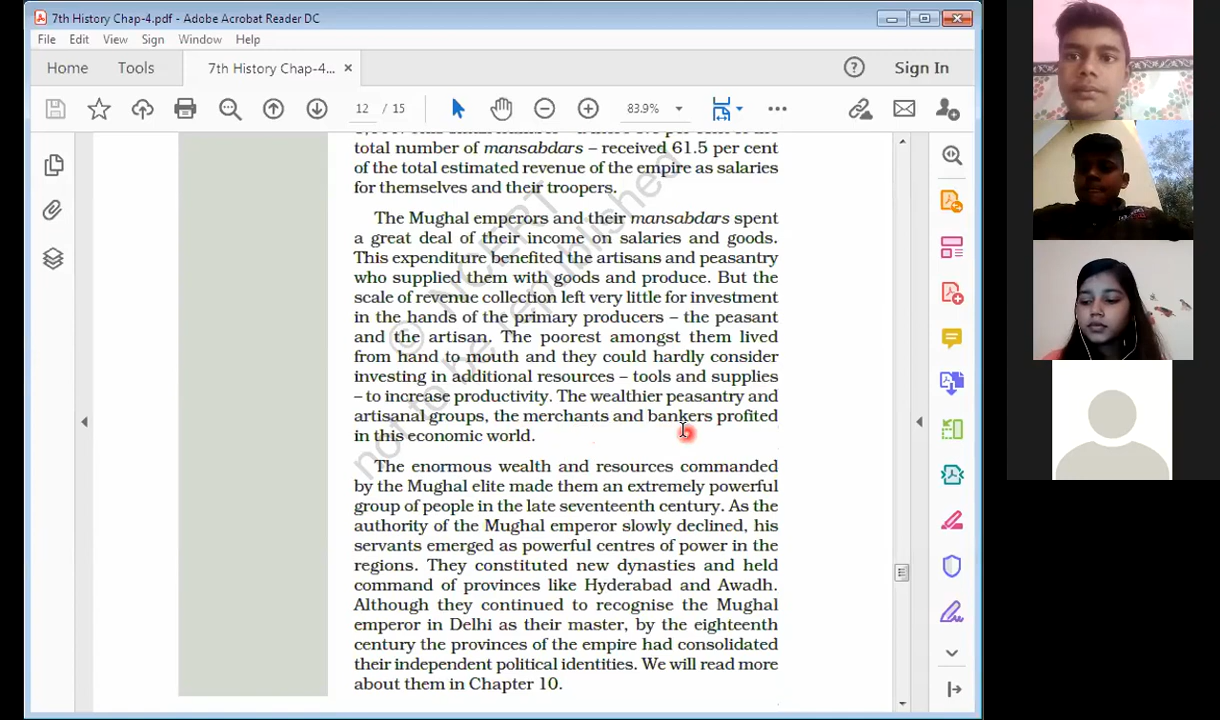 7th History Chap-4.pdf - Adobe Acrobat Reader DC
File Edit View Sign Window Help
Home Tools 7th History Chap-4... × Sign In
12 / 15 83.9%
total number of mansabdars – received 61.5 per cent
of the total estimated revenue of the empire as salaries
for themselves and their troopers.
The Mughal emperors and their mansabdars spent
a great deal of their income on salaries and goods.
This expenditure benefited the artisans and peasantry
who supplied them with goods and produce. But the
scale of revenue collection left very little for investment
in the hands of the primary producers – the peasant
and the artisan. The poorest amongst them lived
from hand to mouth and they could hardly consider
investing in additional resources – tools and supplies
– to increase productivity. The wealthier peasantry and
artisanal groups, the merchants and bankers profited
in this economic world.
The enormous wealth and resources commanded
by the Mughal elite made them an extremely powerful
group of people in the late seventeenth century. As the
authority of the Mughal emperor slowly declined, his
servants emerged as powerful centres of power in the
regions. They constituted new dynasties and held
command of provinces like Hyderabad and Awadh.
Although they continued to recognise the Mughal
emperor in Delhi as their master, by the eighteenth
century the provinces of the empire had consolidated
their independent political identities. We will read more
about them in Chapter 10.
© NCERT
not to be republished